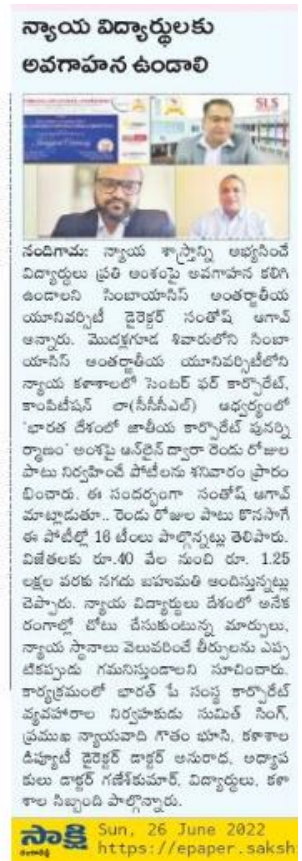 న్యాయ విద్యార్థులకు
అవగాహన ఉండాలి
SLS
నందిగామ: న్యాయ శాస్త్రాన్ని అభ్యసించే
విద్యార్థులు ప్రతి అంశంపై అవగాహన కలిగి
ఉండాలని సింబాయాసిస్ అంతర్జాతీయ
యూనివర్సిటీ డైరెక్టర్ సంతోష్ ఆగావ్
అన్నారు. మొదళ్లగూడ శివారులోని సింబా
యాసిస్ ఆంతర్జాతీయ యూనివర్సిటీలోని
న్యాయ కళాశాలలో సెంటర్ ఫర్ కార్పొరేట్,
కాంపిటీషన్ లా(సీసీసీఎల్) ఆధ్వర్యంలో
'భారత దేశంలో జాతీయ కార్పొరేట్ పునర్ని
ర్మాణం' అంశపై ఆన్‌లైన్ ద్వారా రెండు రోజుల
పాటు నిర్వహించే పోటీలను శనివారం ప్రారం
భించారు. ఈ సందర్భంగా సంతోష్ ఆగావ్
మాట్లాడుతూ.. రెండు రోజుల పాటు కొనసాగే
ఈ పోటీల్లో 16 టీంలు పాల్గొన్నట్లు తెలిపారు.
విజేతలకు రూ.40 వేల నుంచి రూ. 1.25
లక్షల వరకు నగదు బహుమతి అందిస్తున్నట్లు
చెప్పారు. న్యాయ విద్యార్థులు దేశంలో అనేక
రంగాల్లో చోటు చేసుకుంటున్న మార్పులు,
న్యాయ స్థానాలు వెలువరించే తీర్పులను ఎప్ప
టికప్పుడు గమనిస్తుండాలని సూచించారు.
కార్యక్రమంలో భారత్ పే సంస్థ కార్పొరేట్
వ్యవహారాల నిర్వహకుడు సుమిత్ సింగ్,
ప్రముఖ న్యాయవాది గౌతం భూసి, కళాశాల
డిప్యూటీ డైరెక్టర్ డాక్టర్ అనురాధ, అధ్యాప
కులు డాక్టర్ గణేశ్‌కుమార్, విద్యార్థులు, కళా
శాల సిబ్బంది పాల్గొన్నారు.
సాక్షి Sun, 26 June 2022
రంగారెడ్డి https://epaper.saksh